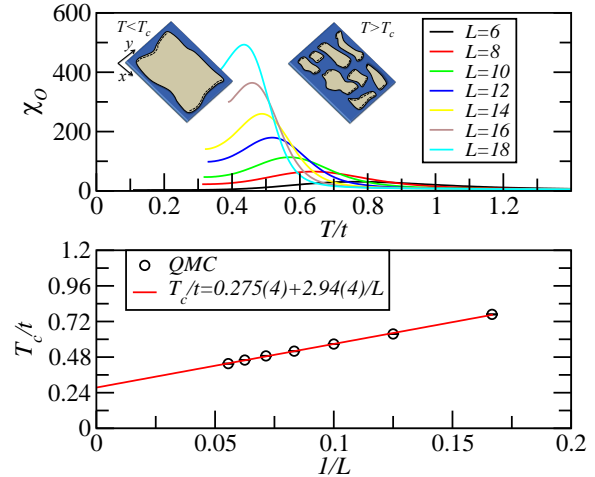 600
400
200
0
χ_O
T<T_c
y
x
T>T_c
L=6
L=8
L=10
L=12
L=14
L=16
L=18
0 0.2 0.4 0.6 0.8 1 1.2
T/t
1.2
0.96
0.72
0.48
0.24
0
T_c/t
QMC
T_c/t=0.275(4)+2.94(4)/L
0 0.05 0.1 0.15 0.2
1/L